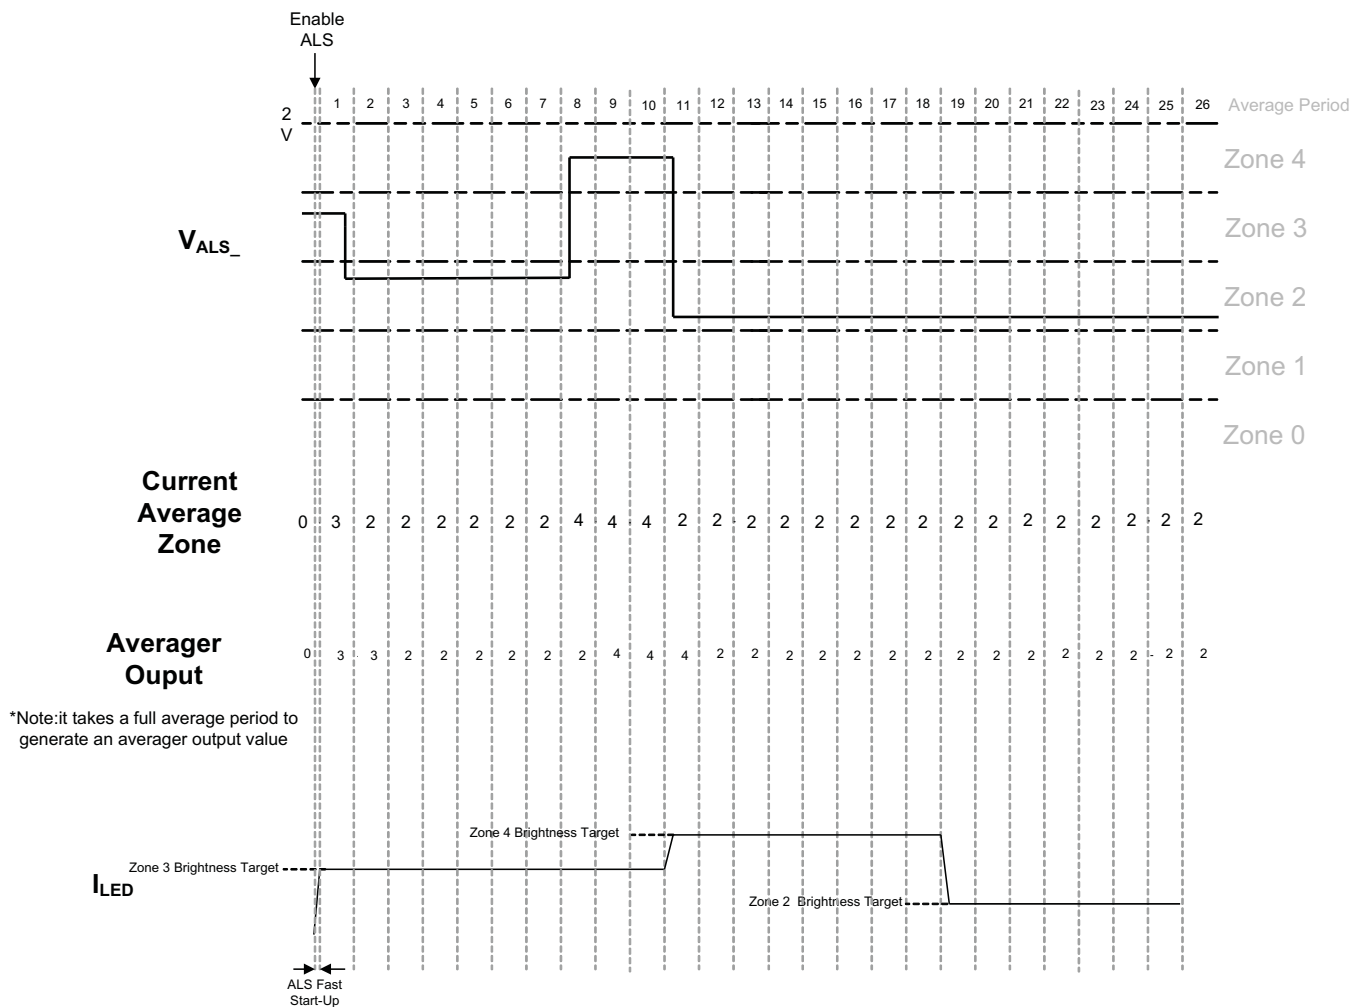 Enable
ALS
1 2 3 4 5 6 7 8 9 10 11 12 13 14 15 16 17 18 19 20 21 22 23 24 25 26 Average Period
2
V
Zone 4
VALS_
Zone 3
Zone 2
Zone 1
Zone 0
Current
Average
Zone
0 3 2 2 2 2 2 2 4 4 4 2 2 2 2 2 2 2 2 2 2 2 2 2 2 2 2
Averager
Ouput
0 3 3 2 2 2 2 2 2 4 4 4 2 2 2 2 2 2 2 2 2 2 2 2 2 2 2
*Note:it takes a full average period to
generate an averager output value
Zone 4 Brightness Target
Zone 3 Brightness Target
ILED
Zone 2 Brightness Target
ALS Fast
Start-Up